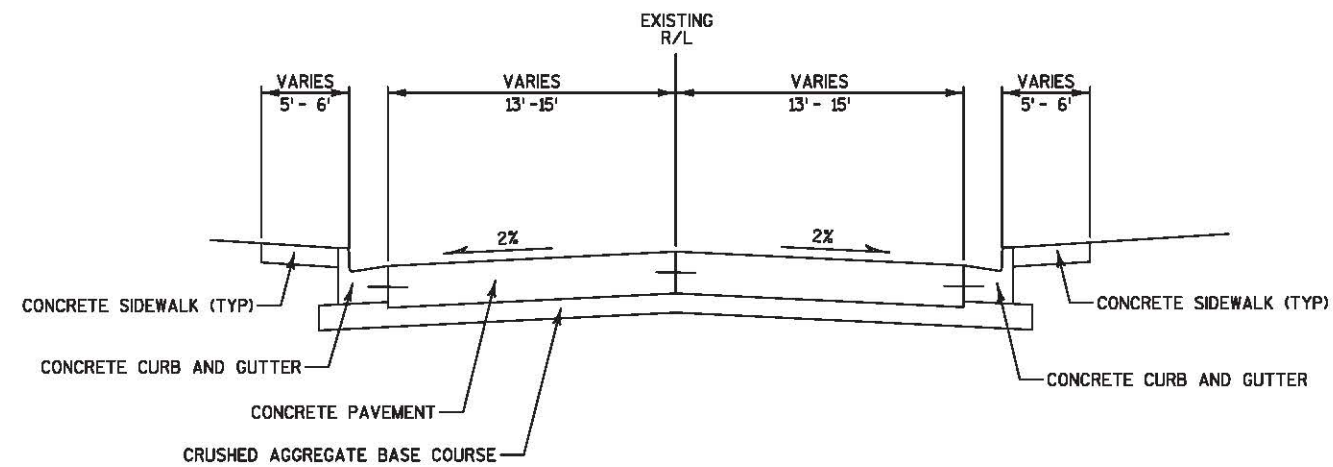 EXISTING
R/L
VARIES
5' - 6'
VARIES
13' -15'
VARIES
13' - 15'
VARIES
5' - 6'
2%
2%
CONCRETE SIDEWALK (TYP)
CONCRETE SIDEWALK (TYP)
CONCRETE CURB AND GUTTER
CONCRETE CURB AND GUTTER
CONCRETE PAVEMENT
CRUSHED AGGREGATE BASE COURSE